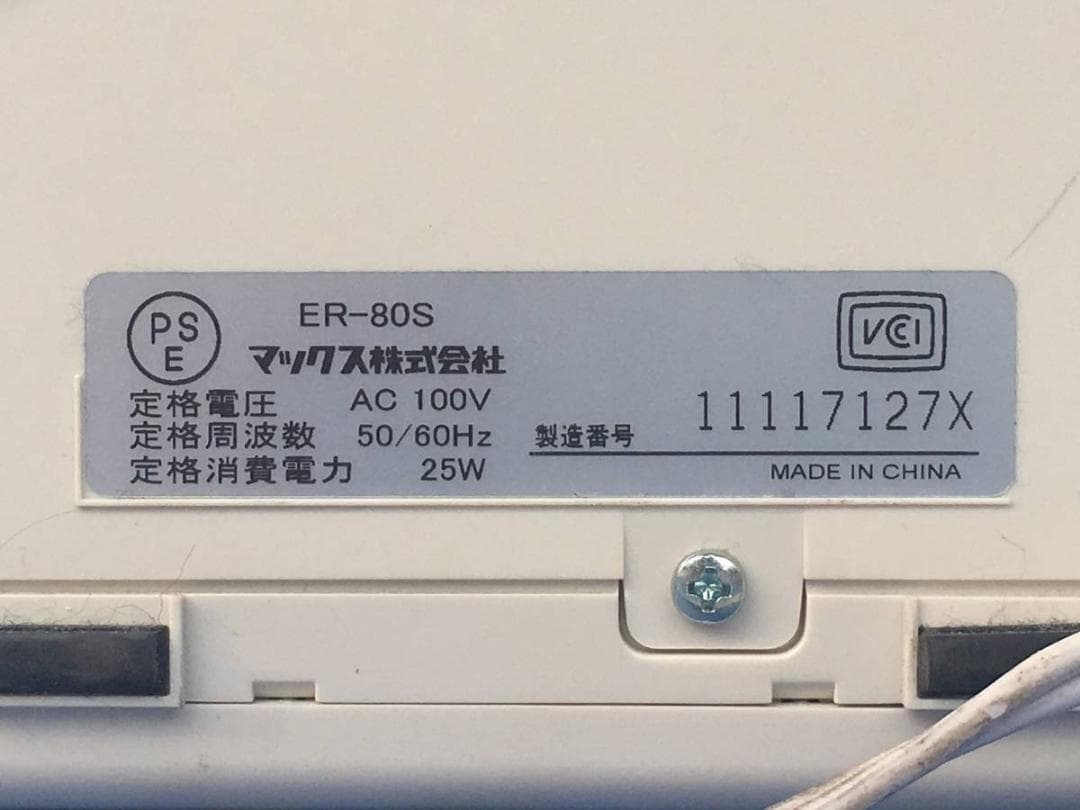 PS
E
ER-80S
マックス株式会社
定格電圧 AC 100V
定格周波数 50/60Hz
定格消費電力 25W
VCCI
製造番号 11117127X
MADE IN CHINA